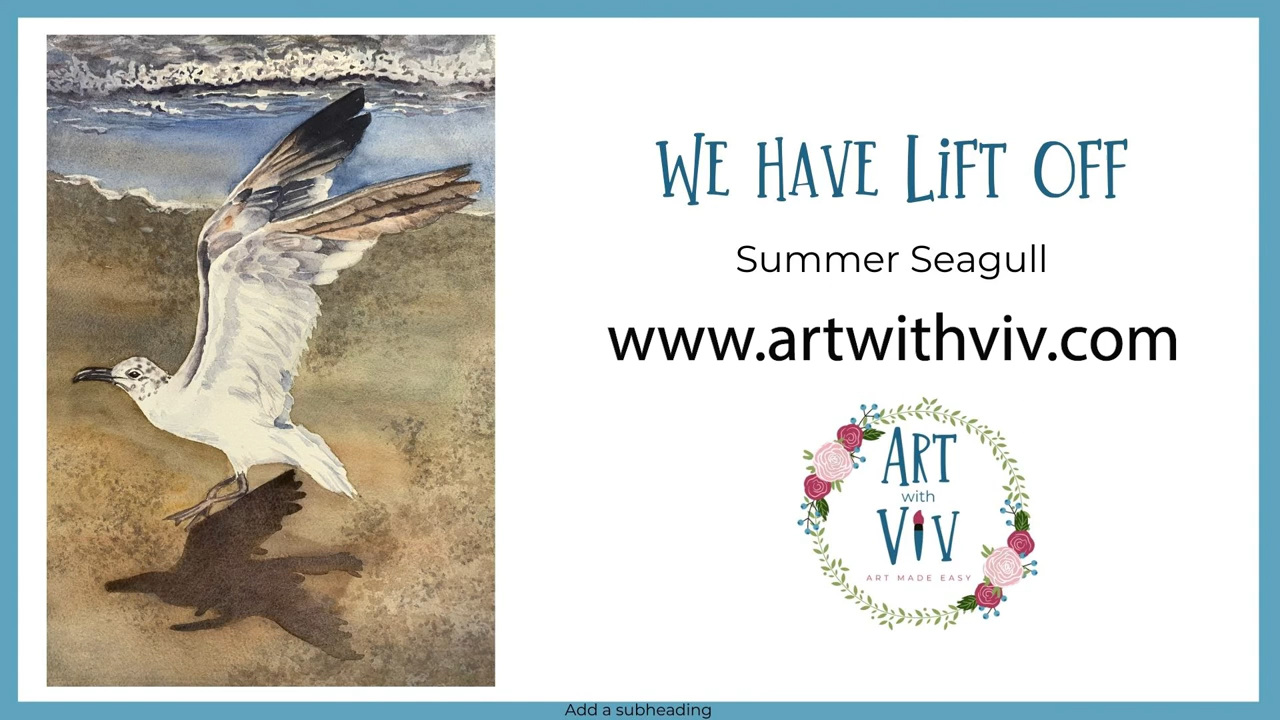 WE HAVE LiFT OFF
Summer Seagull
www.artwithviv.com
ART
with
ViV
ART MADE EASY
Add a subheading